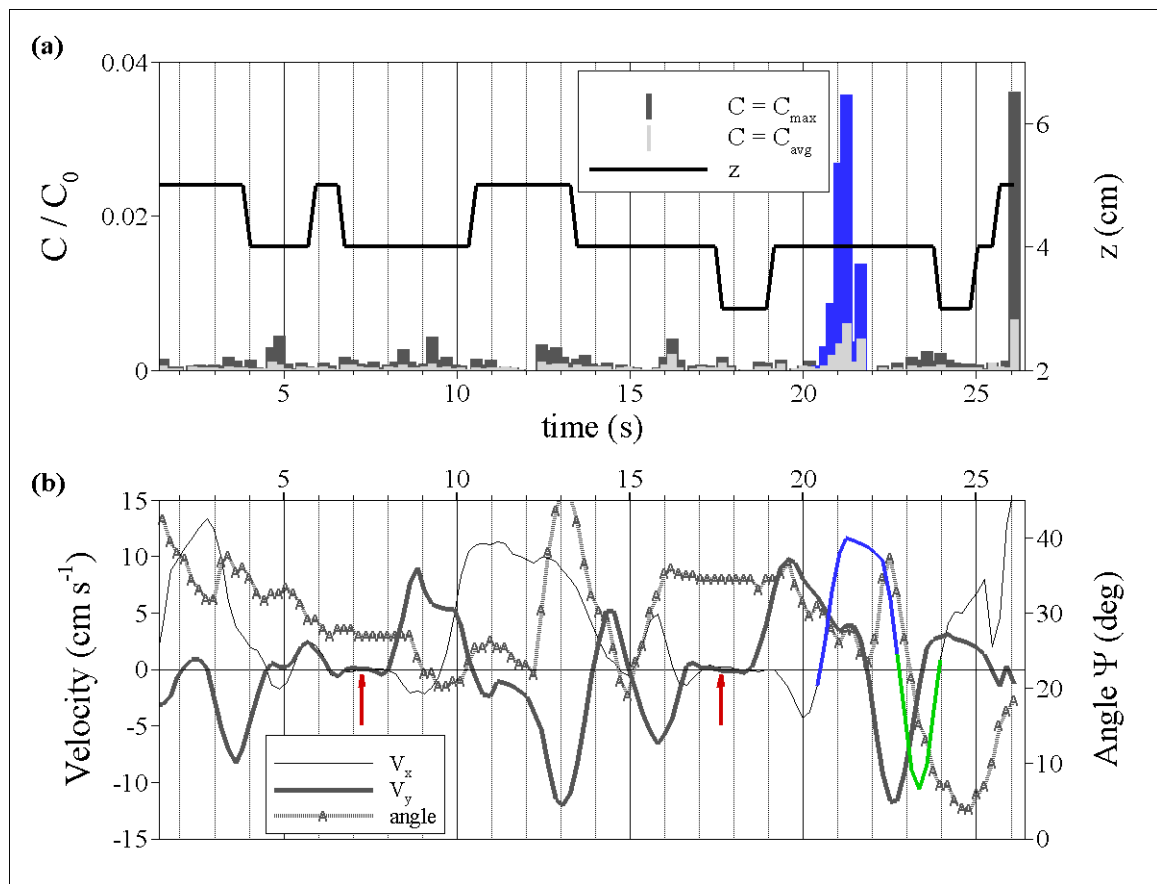 (a)
0.04
0.02
0
C / C0
6
4
2
z (cm)
C = Cmax
C = Cavg
z
5 10 15 20 25
time (s)
(b)
5 10 15 20 25
15
10
5
0
-5
-10
-15
Velocity (cm s-1)
40
30
20
10
0
Angle Ψ (deg)
Vx
Vy
angle